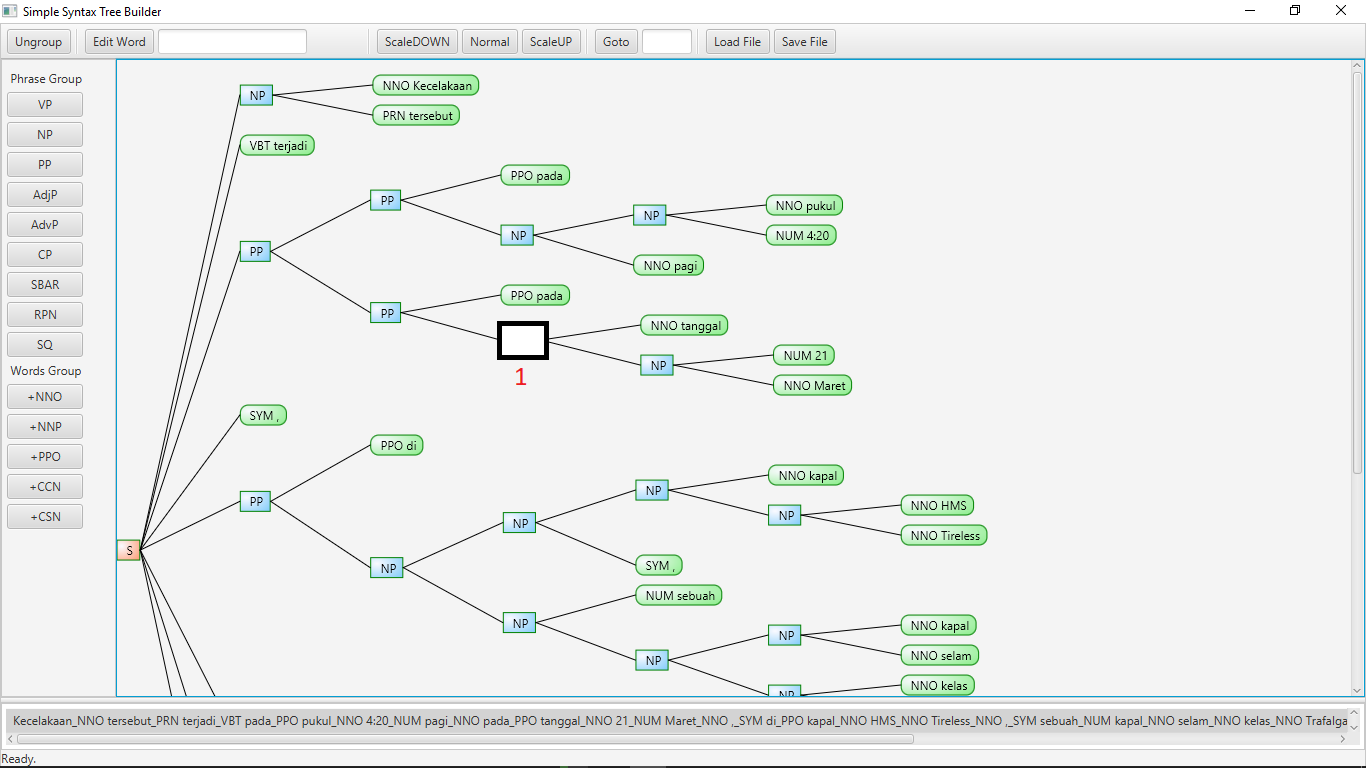 Simple Syntax Tree Builder
Ungroup Edit Word ScaleDOWN Normal ScaleUP Goto Load File Save File
Phrase Group
VP
NP
PP
AdjP
AdvP
CP
SBAR
RPN
SQ
Words Group
+NNO
+NNP
+PPO
+CCN
+CSN
NNO Kecelakaan
NP
PRN tersebut
VBT terjadi
PPO pada
PP
NNO pukul
NP
NP
NUM 4:20
PP
NNO pagi
PPO pada
PP
NNO tanggal
NUM 21
NP
1
NNO Maret
SYM ,
PPO di
NNO kapal
NP
PP
NNO HMS
NP
NP
NNO Tireless
S
SYM ,
NP
NUM sebuah
NP
NNO kapal
NP
NP
NNO selam
NNO kelas
NP
Kecelakaan_NNO tersebut_PRN terjadi_VBT pada_PPO pukul_NNO 4:20_NUM pagi_NNO pada_PPO tanggal_NNO 21_NUM Maret_NNO ,_SYM di_PPO kapal_NNO HMS_NNO Tireless_NNO ,_SYM sebuah_NUM kapal_NNO selam_NNO kelas_NNO Trafalga
Ready.